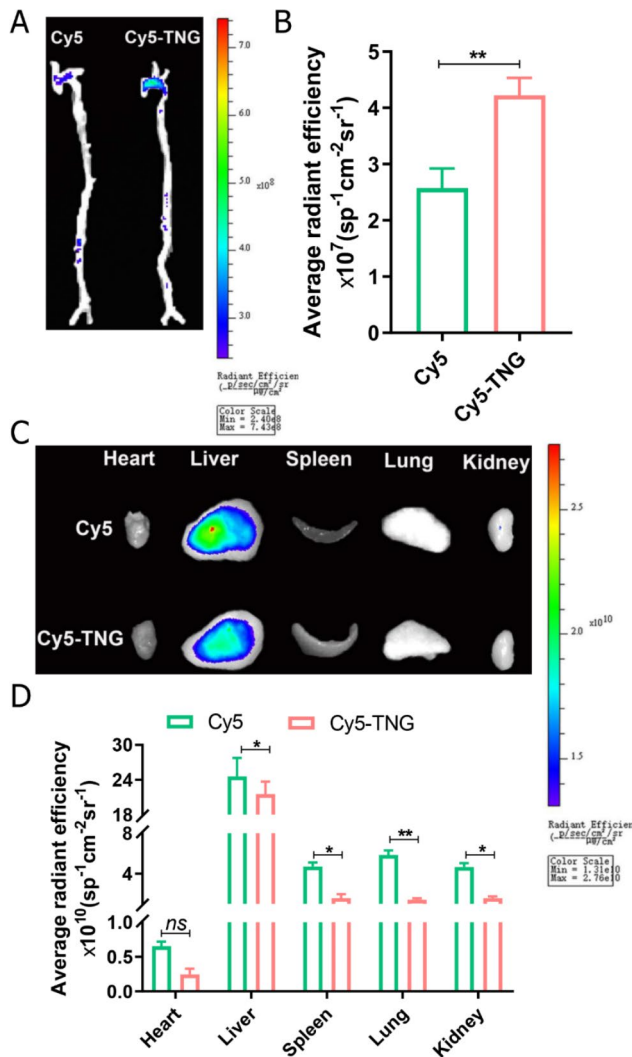 A
Cy5
Cy5-TNG
7.0
6.0
5.0
x10⁸
4.0
3.0
Radiant Efficien
p/sec/cm²/sr
µW/cm²
Color Scale
Min = 2.40e8
Max = 7.43e8
B
Average radiant efficiency
x10⁷(sp⁻¹cm⁻²sr⁻¹)
5
4
3
2
1
0
**
Cy5
Cy5-TNG
C
Heart
Liver
Spleen
Lung
Kidney
Cy5
Cy5-TNG
2.5
2.0
x10¹⁰
1.5
Radiant Efficien
p/sec/cm²/sr
µW/cm²
Color Scale
Min = 1.31e10
Max = 2.76e10
D
Cy5
Cy5-TNG
Average radiant efficiency
x10¹⁰(sp⁻¹cm⁻²sr⁻¹)
30
24
18
8
4
1.0
0.5
0.0
ns
*
*
**
*
Heart
Liver
Spleen
Lung
Kidney